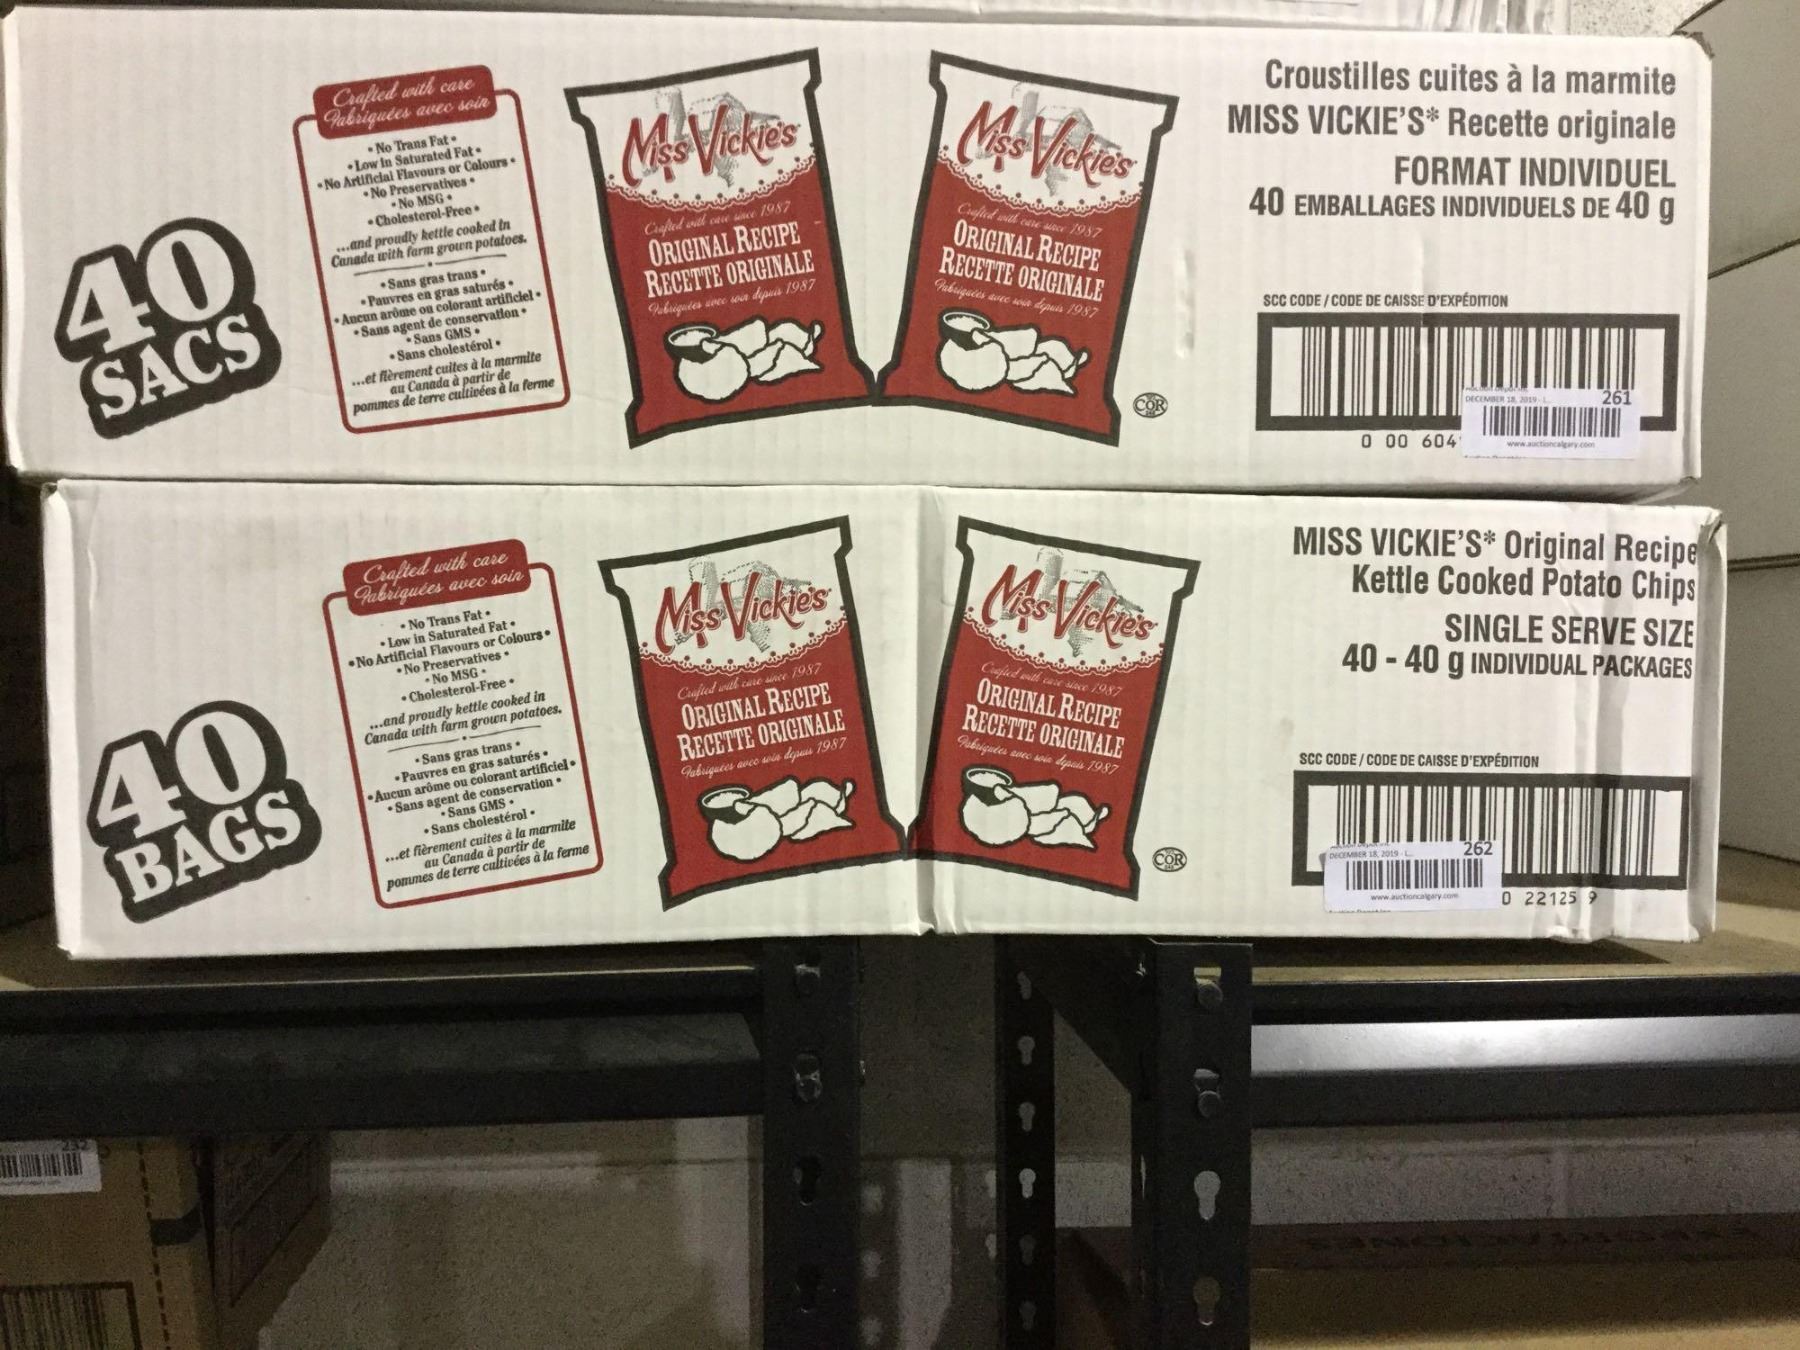 40
SACS
Crafted with care
Fabriquées avec soin
• No Trans Fat •
• Low in Saturated Fat •
• No Artificial Flavours or Colours •
• No Preservatives •
• No MSG •
• Cholesterol-Free •
...and proudly kettle cooked in
Canada with farm grown potatoes.
• Sans gras trans •
• Pauvres en gras saturés •
• Aucun arôme ou colorant artificiel •
• Sans agent de conservation •
• Sans GMS •
• Sans cholestérol •
...et fièrement cuites à la marmite
au Canada à partir de
pommes de terre cultivées à la ferme
Miss Vickie's
Crafted with care since 1987
ORIGINAL RECIPE
RECETTE ORIGINALE
Fabriquées avec soin depuis 1987
Miss Vickie's
Crafted with care since 1987
ORIGINAL RECIPE
RECETTE ORIGINALE
Fabriquées avec soin depuis 1987
COR
Croustilles cuites à la marmite
MISS VICKIE'S* Recette originale
FORMAT INDIVIDUEL
40 EMBALLAGES INDIVIDUELS DE 40 g
SCC CODE / CODE DE CAISSE D'EXPÉDITION
DECEMBER 18, 2019 - L...
261
www.auctioncalgary.com
0 00 604
40
BAGS
Crafted with care
Fabriquées avec soin
• No Trans Fat •
• Low in Saturated Fat •
• No Artificial Flavours or Colours •
• No Preservatives •
• No MSG •
• Cholesterol-Free •
...and proudly kettle cooked in
Canada with farm grown potatoes.
• Sans gras trans •
• Pauvres en gras saturés •
• Aucun arôme ou colorant artificiel •
• Sans agent de conservation •
• Sans GMS •
• Sans cholestérol •
...et fièrement cuites à la marmite
au Canada à partir de
pommes de terre cultivées à la ferme
Miss Vickie's
Crafted with care since 1987
ORIGINAL RECIPE
RECETTE ORIGINALE
Fabriquées avec soin depuis 1987
Miss Vickie's
Crafted with care since 1987
ORIGINAL RECIPE
RECETTE ORIGINALE
Fabriquées avec soin depuis 1987
COR
MISS VICKIE'S* Original Recipe
Kettle Cooked Potato Chips
SINGLE SERVE SIZE
40 - 40 g INDIVIDUAL PACKAGES
SCC CODE / CODE DE CAISSE D'EXPÉDITION
DECEMBER 18, 2019 - L...
262
www.auctioncalgary.com
0 22125 9
232